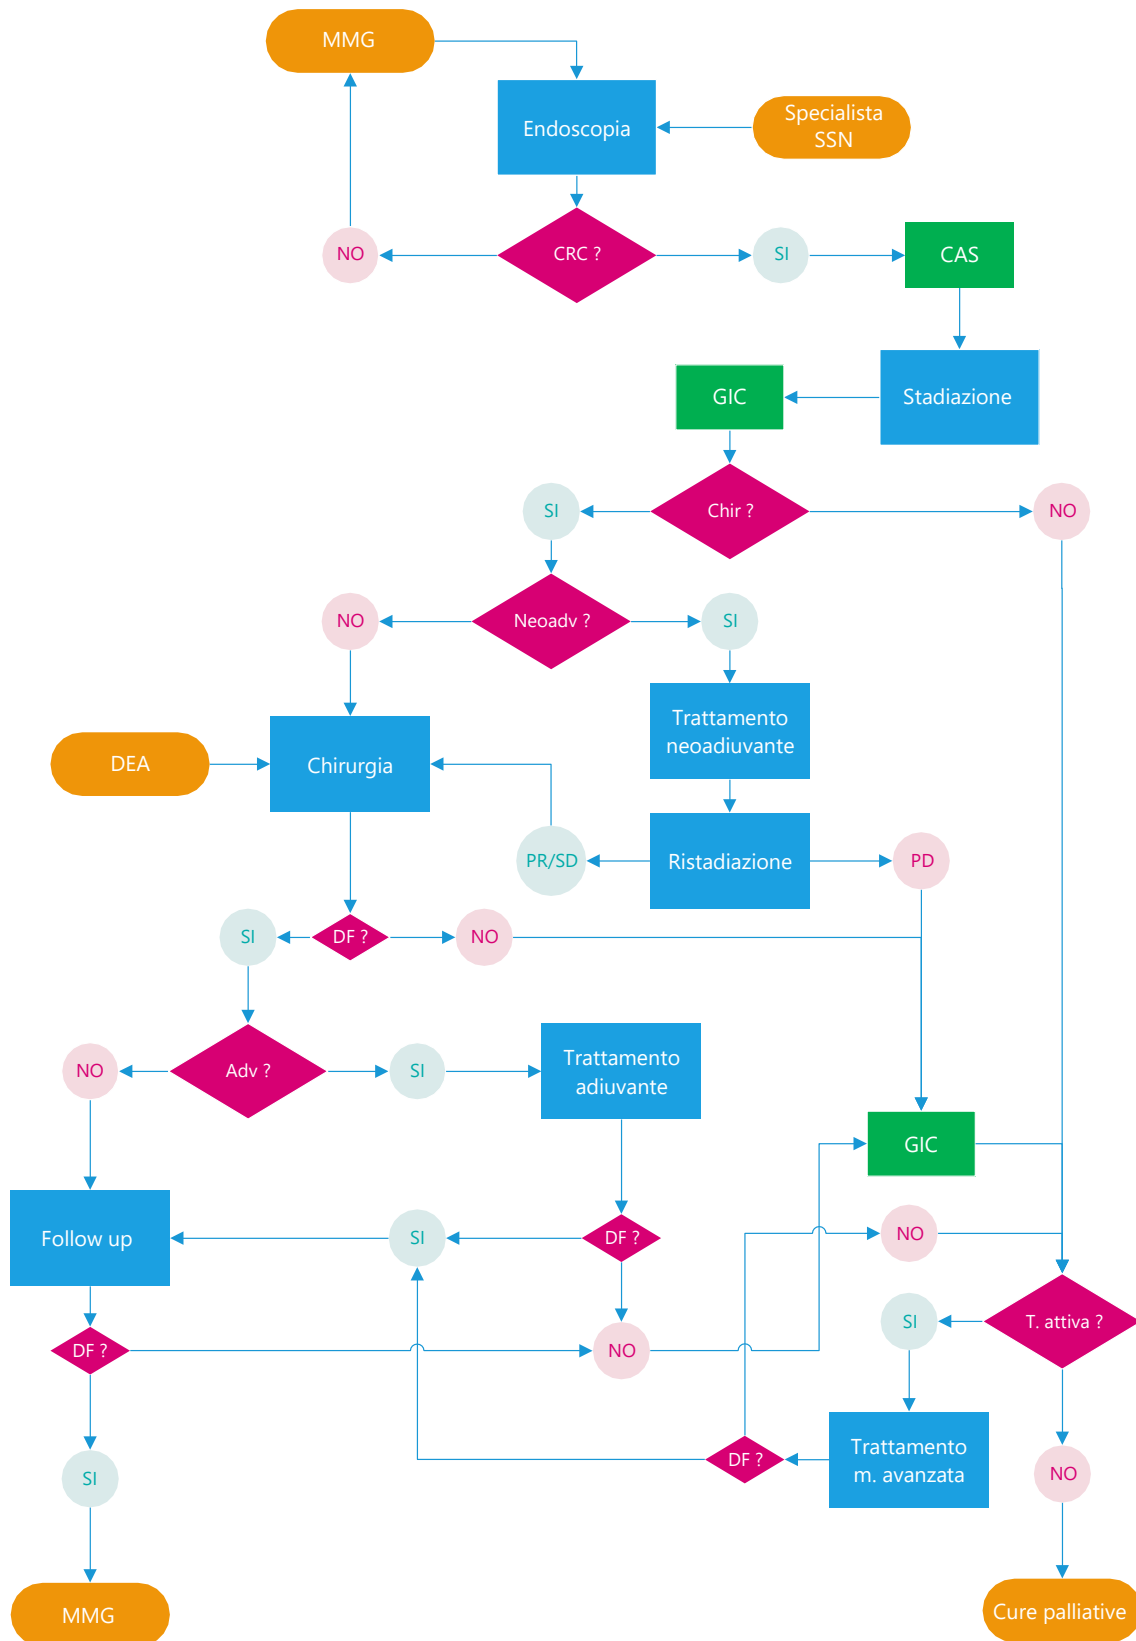 MMG
Endoscopia
Specialista
SSN
NO
CRC ?
SI
CAS
GIC
Stadiazione
SI
Chir ?
NO
NO
Neoadv ?
SI
Trattamento
neoadiuvante
DEA
Chirurgia
PR/SD
Ristadiazione
PD
SI
DF ?
NO
NO
Adv ?
SI
Trattamento
adiuvante
GIC
Follow up
SI
DF ?
NO
SI
T. attiva ?
DF ?
NO
Trattamento
m. avanzata
DF ?
SI
NO
MMG
Cure palliative